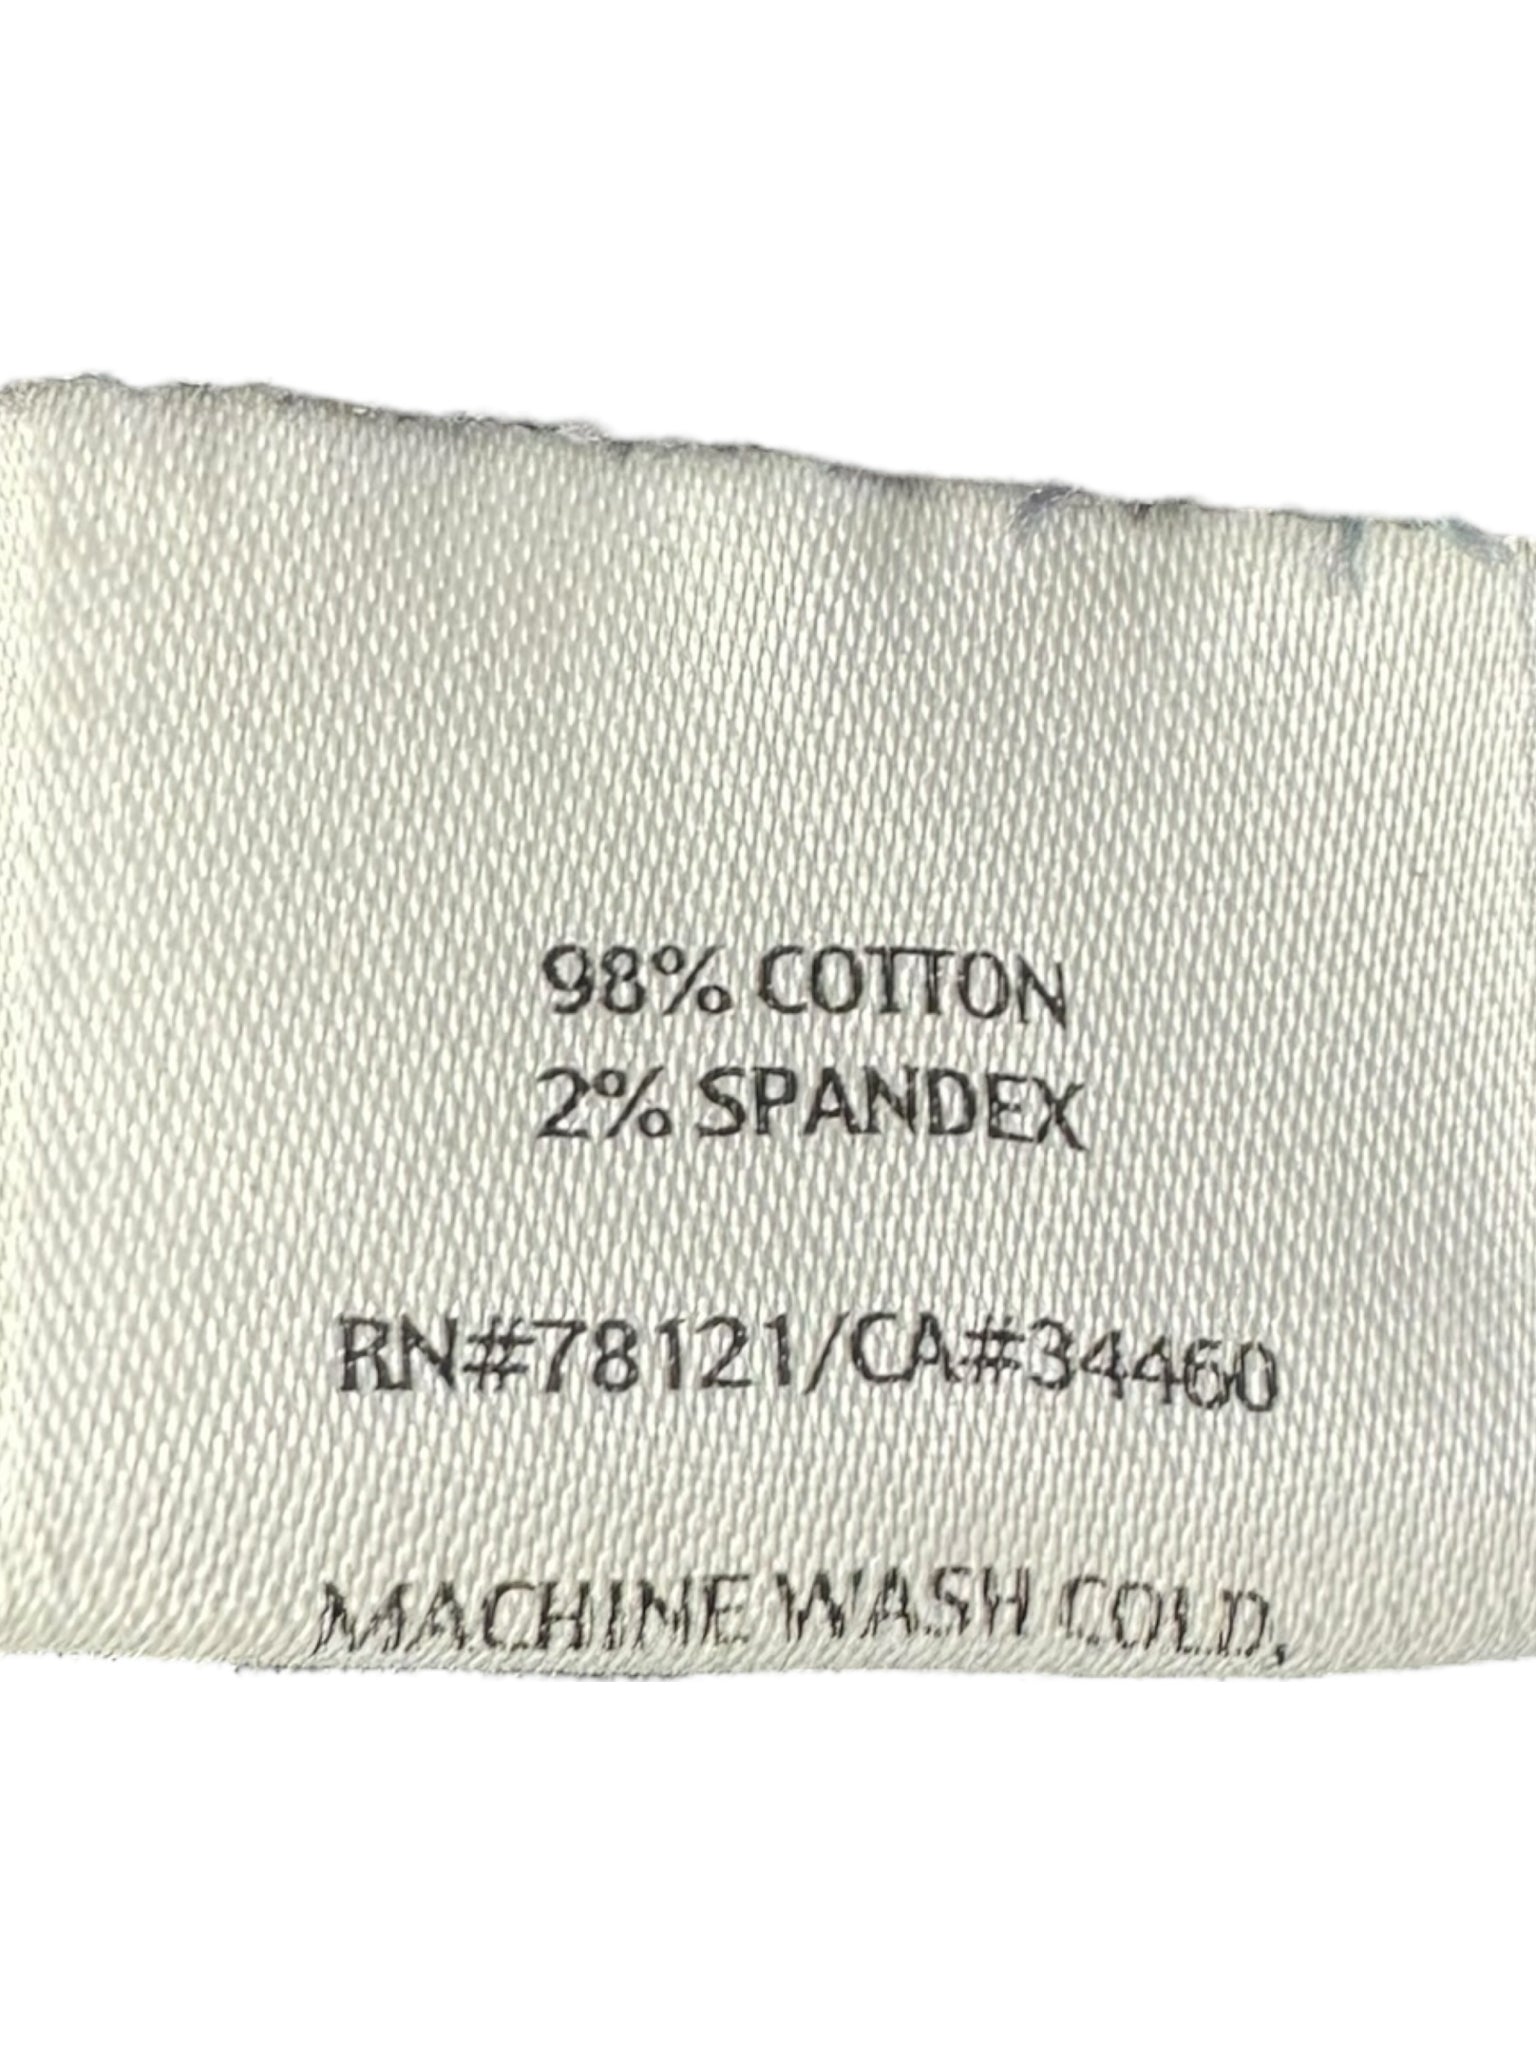 98% COTTON
2% SPANDEX
RN#78121/CA#34460
MACHINE WASH COLD,